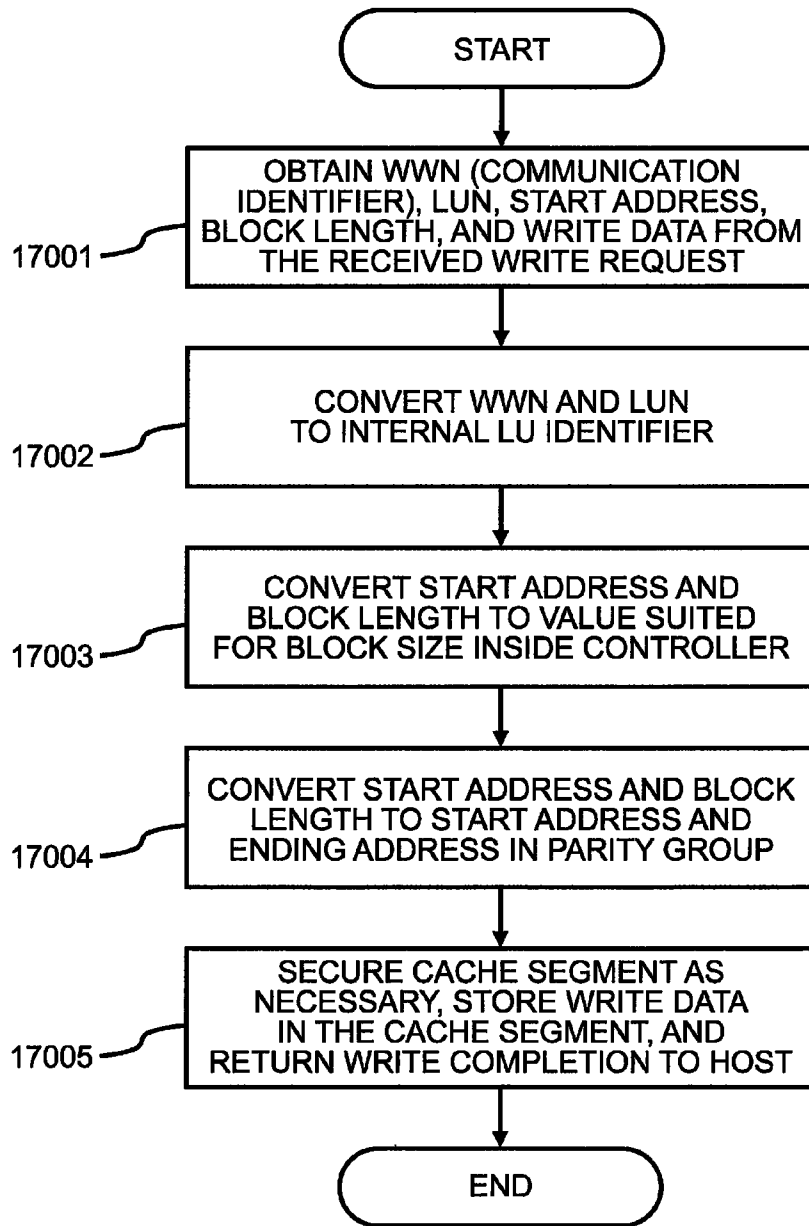 START
OBTAIN WWN (COMMUNICATION
IDENTIFIER), LUN, START ADDRESS,
BLOCK LENGTH, AND WRITE DATA FROM
THE RECEIVED WRITE REQUEST
17001
CONVERT WWN AND LUN
TO INTERNAL LU IDENTIFIER
17002
CONVERT START ADDRESS AND
BLOCK LENGTH TO VALUE SUITED
FOR BLOCK SIZE INSIDE CONTROLLER
17003
CONVERT START ADDRESS AND BLOCK
LENGTH TO START ADDRESS AND
ENDING ADDRESS IN PARITY GROUP
17004
SECURE CACHE SEGMENT AS
NECESSARY, STORE WRITE DATA
IN THE CACHE SEGMENT, AND
RETURN WRITE COMPLETION TO HOST
17005
END